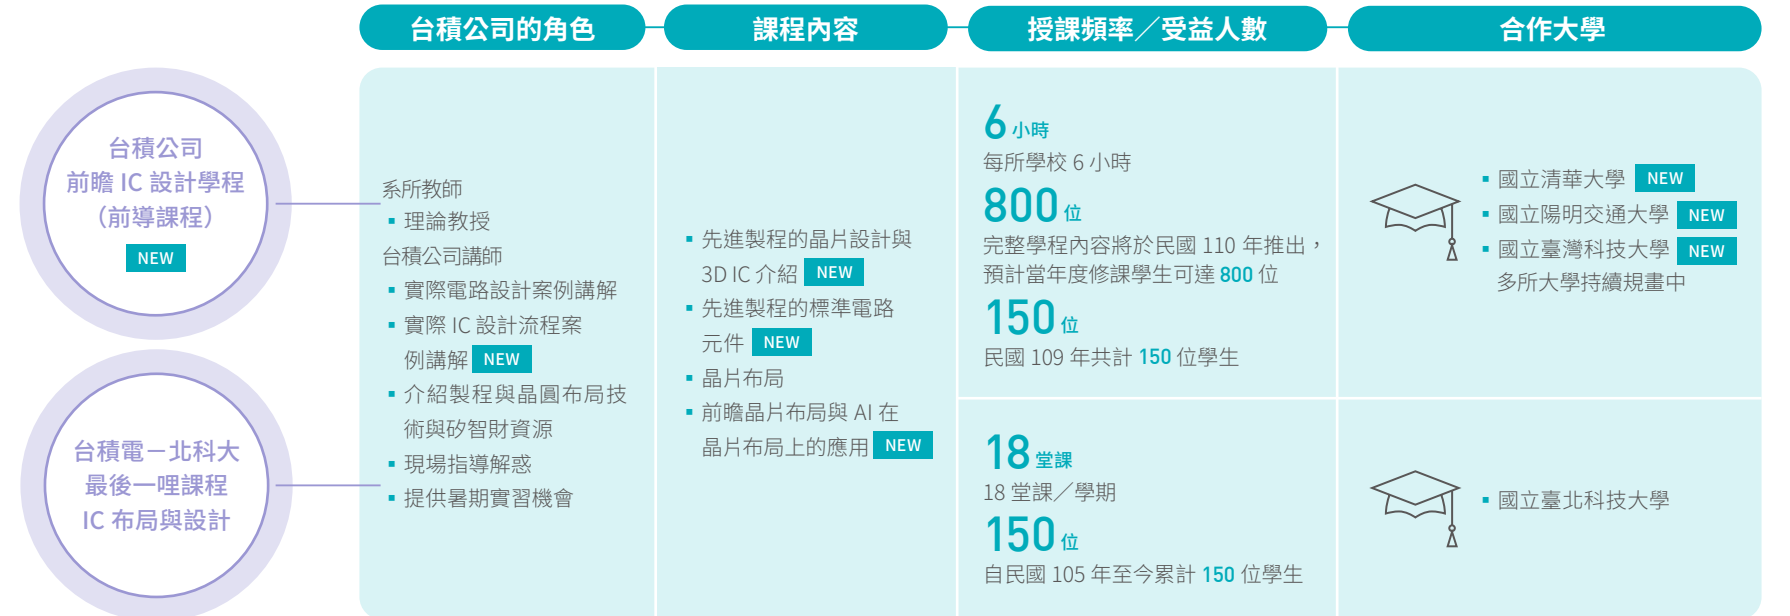 台積公司的角色
課程內容
授課頻率／受益人數
合作大學
台積公司
前瞻 IC 設計學程
（前導課程）
NEW
台積電－北科大
最後一哩課程
IC 布局與設計
系所教師
▪ 理論教授
台積公司講師
▪ 實際電路設計案例講解
▪ 實際 IC 設計流程案
例講解 NEW
▪ 介紹製程與晶圓布局技
術與矽智財資源
▪ 現場指導解惑
▪ 提供暑期實習機會
▪ 先進製程的晶片設計與
3D IC 介紹 NEW
▪ 先進製程的標準電路
元件 NEW
▪ 晶片布局
▪ 前瞻晶片布局與 AI 在
晶片布局上的應用 NEW
6 小時
每所學校 6 小時
800 位
完整學程內容將於民國 110 年推出，
預計當年度修課學生可達 800 位
150 位
民國 109 年共計 150 位學生
▪ 國立清華大學 NEW
▪ 國立陽明交通大學 NEW
▪ 國立臺灣科技大學 NEW
多所大學持續規畫中
18 堂課
18 堂課／學期
150 位
自民國 105 年至今累計 150 位學生
▪ 國立臺北科技大學